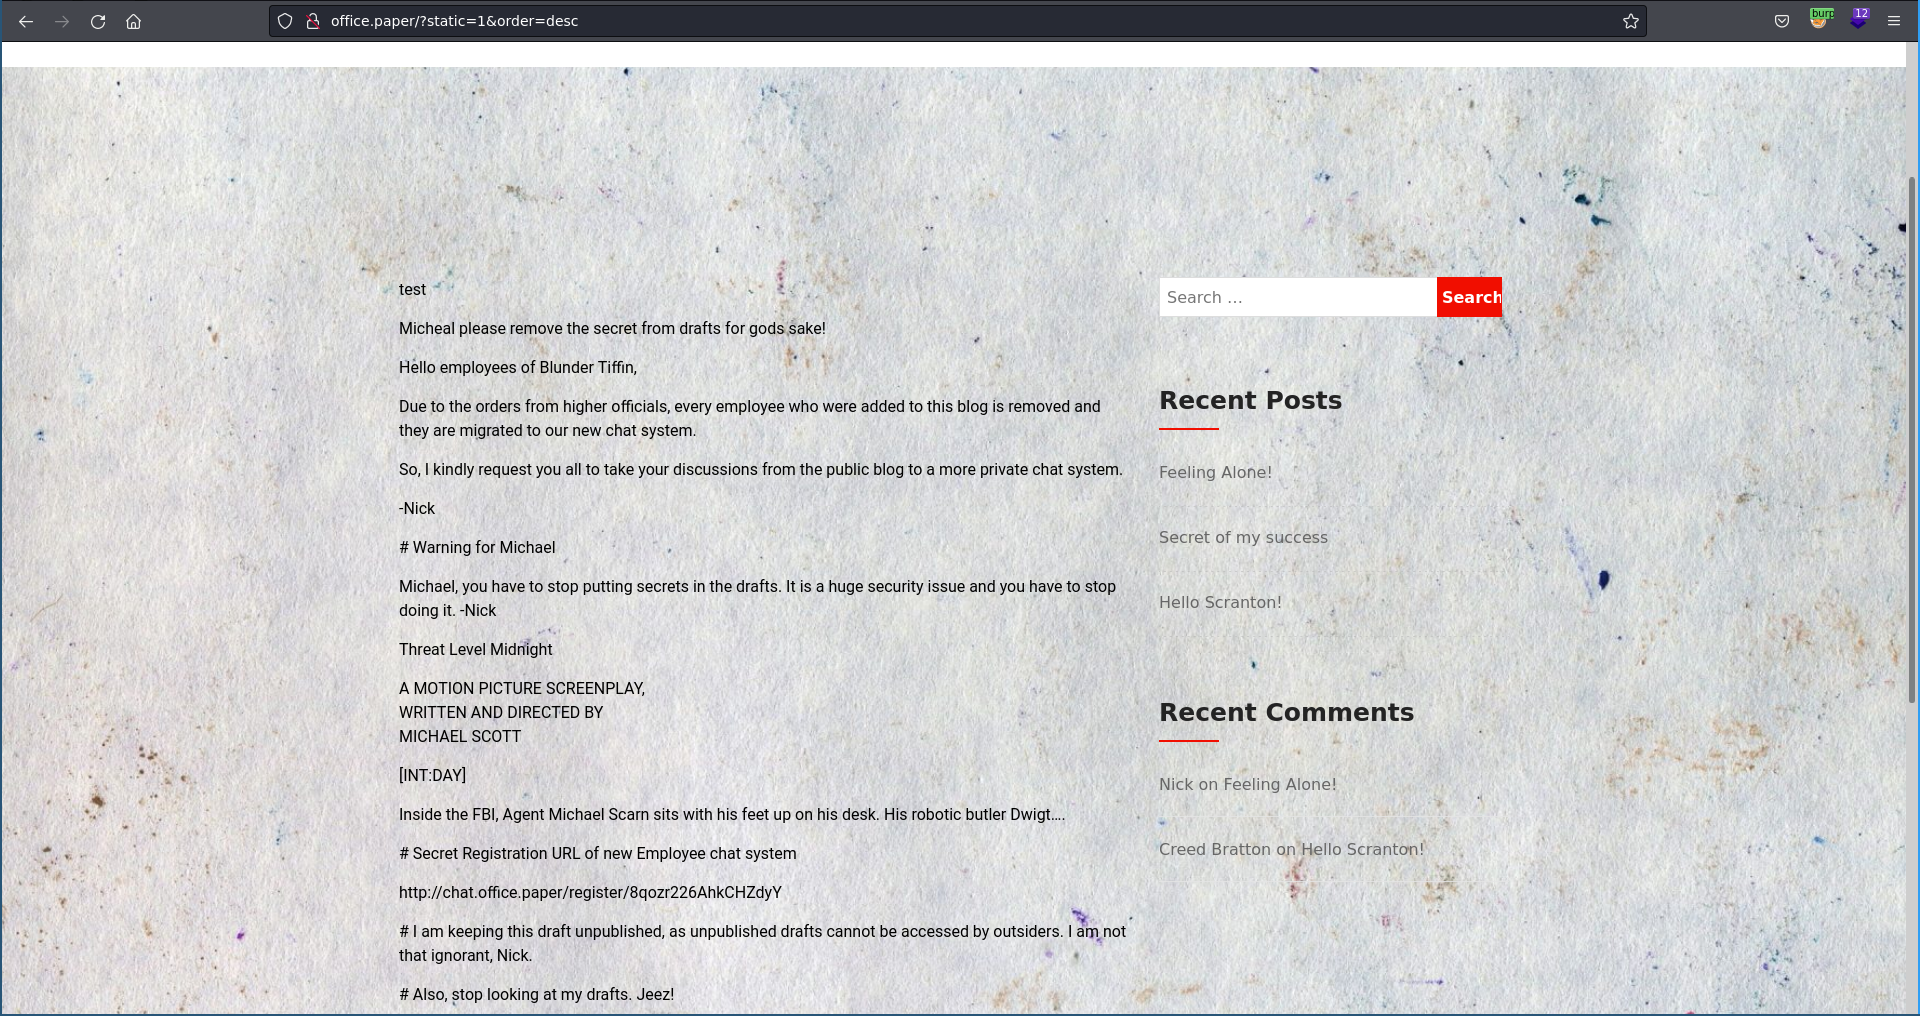 office.paper/?static=1&order=desc
burp
12
test
Micheal please remove the secret from drafts for gods sake!
Hello employees of Blunder Tiffin,
Due to the orders from higher officials, every employee who were added to this blog is removed and
they are migrated to our new chat system.
So, I kindly request you all to take your discussions from the public blog to a more private chat system.
-Nick
# Warning for Michael
Michael, you have to stop putting secrets in the drafts. It is a huge security issue and you have to stop
doing it. -Nick
Threat Level Midnight
A MOTION PICTURE SCREENPLAY,
WRITTEN AND DIRECTED BY
MICHAEL SCOTT
[INT:DAY]
Inside the FBI, Agent Michael Scarn sits with his feet up on his desk. His robotic butler Dwigt….
# Secret Registration URL of new Employee chat system
http://chat.office.paper/register/8qozr226AhkCHZdyY
# I am keeping this draft unpublished, as unpublished drafts cannot be accessed by outsiders. I am not
that ignorant, Nick.
# Also, stop looking at my drafts. Jeez!
Search …
Search
Recent Posts
Feeling Alone!
Secret of my success
Hello Scranton!
Recent Comments
Nick on Feeling Alone!
Creed Bratton on Hello Scranton!